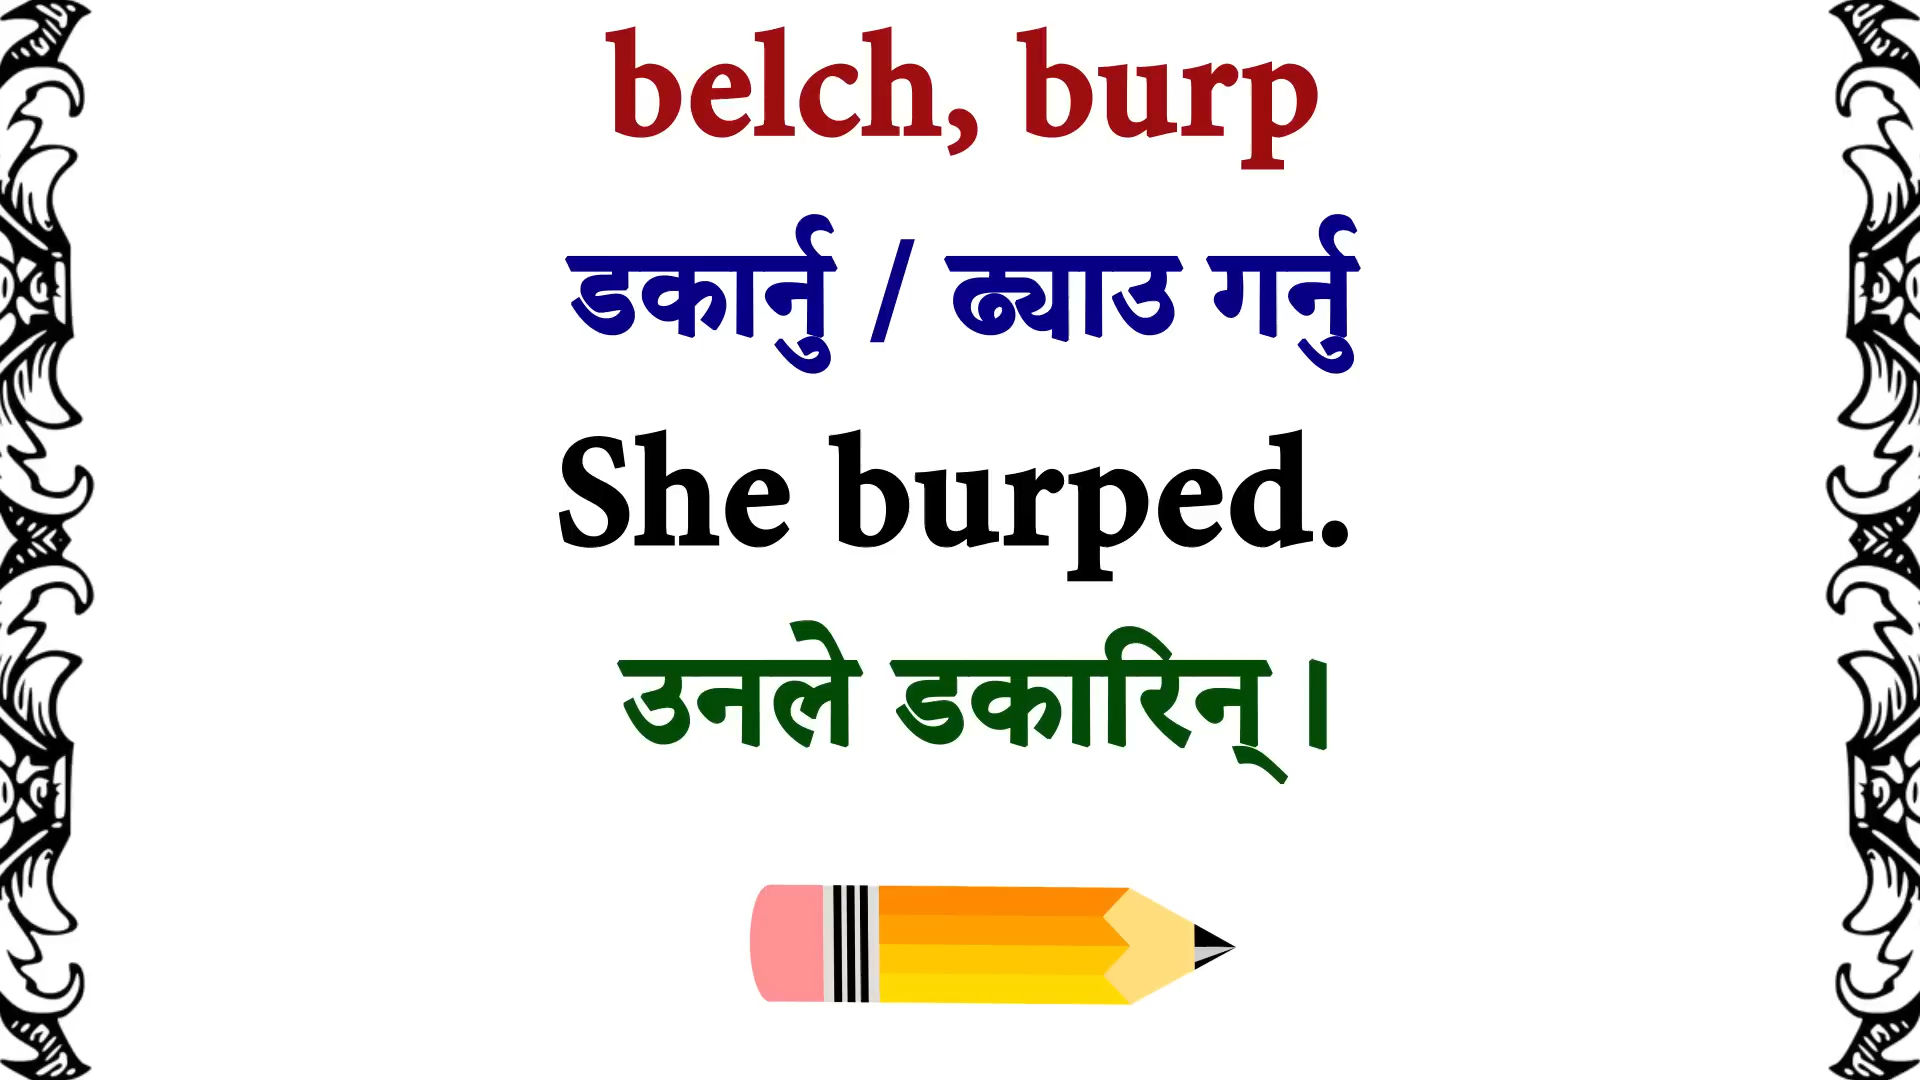 belch, burp
डकार्नु / ढ्याउ गर्नु
She burped.
उनले डकारिन् ।